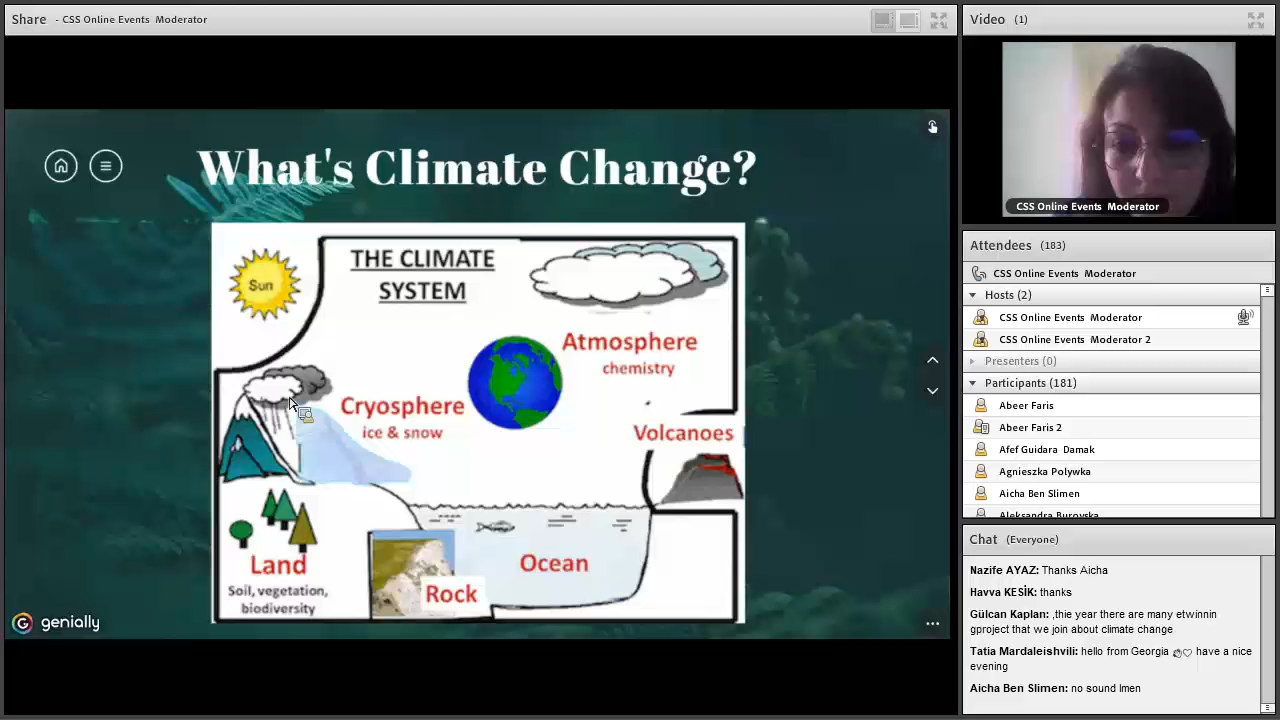 Share - CSS Online Events Moderator
What's Climate Change?
THE CLIMATE
SYSTEM
Sun
Atmosphere
chemistry
Cryosphere
ice & snow
Volcanoes
Land
Soil, vegetation,
biodiversity
Rock
Ocean
genially
Video (1)
CSS Online Events Moderator
Attendees (183)
CSS Online Events Moderator
Hosts (2)
CSS Online Events Moderator
CSS Online Events Moderator 2
Presenters (0)
Participants (181)
Abeer Faris
Abeer Faris 2
Afef Guidara Damak
Agnieszka Polywka
Aicha Ben Slimen
Aleksandra Burovska
Chat (Everyone)
Nazife AYAZ: Thanks Aicha
Havva KESİK: thanks
Gülcan Kaplan: ,thie year there are many etwinnin
gproject that we join about climate change
Tatia Mardaleishvili: hello from Georgia have a nice
evening
Aicha Ben Slimen: no sound Imen